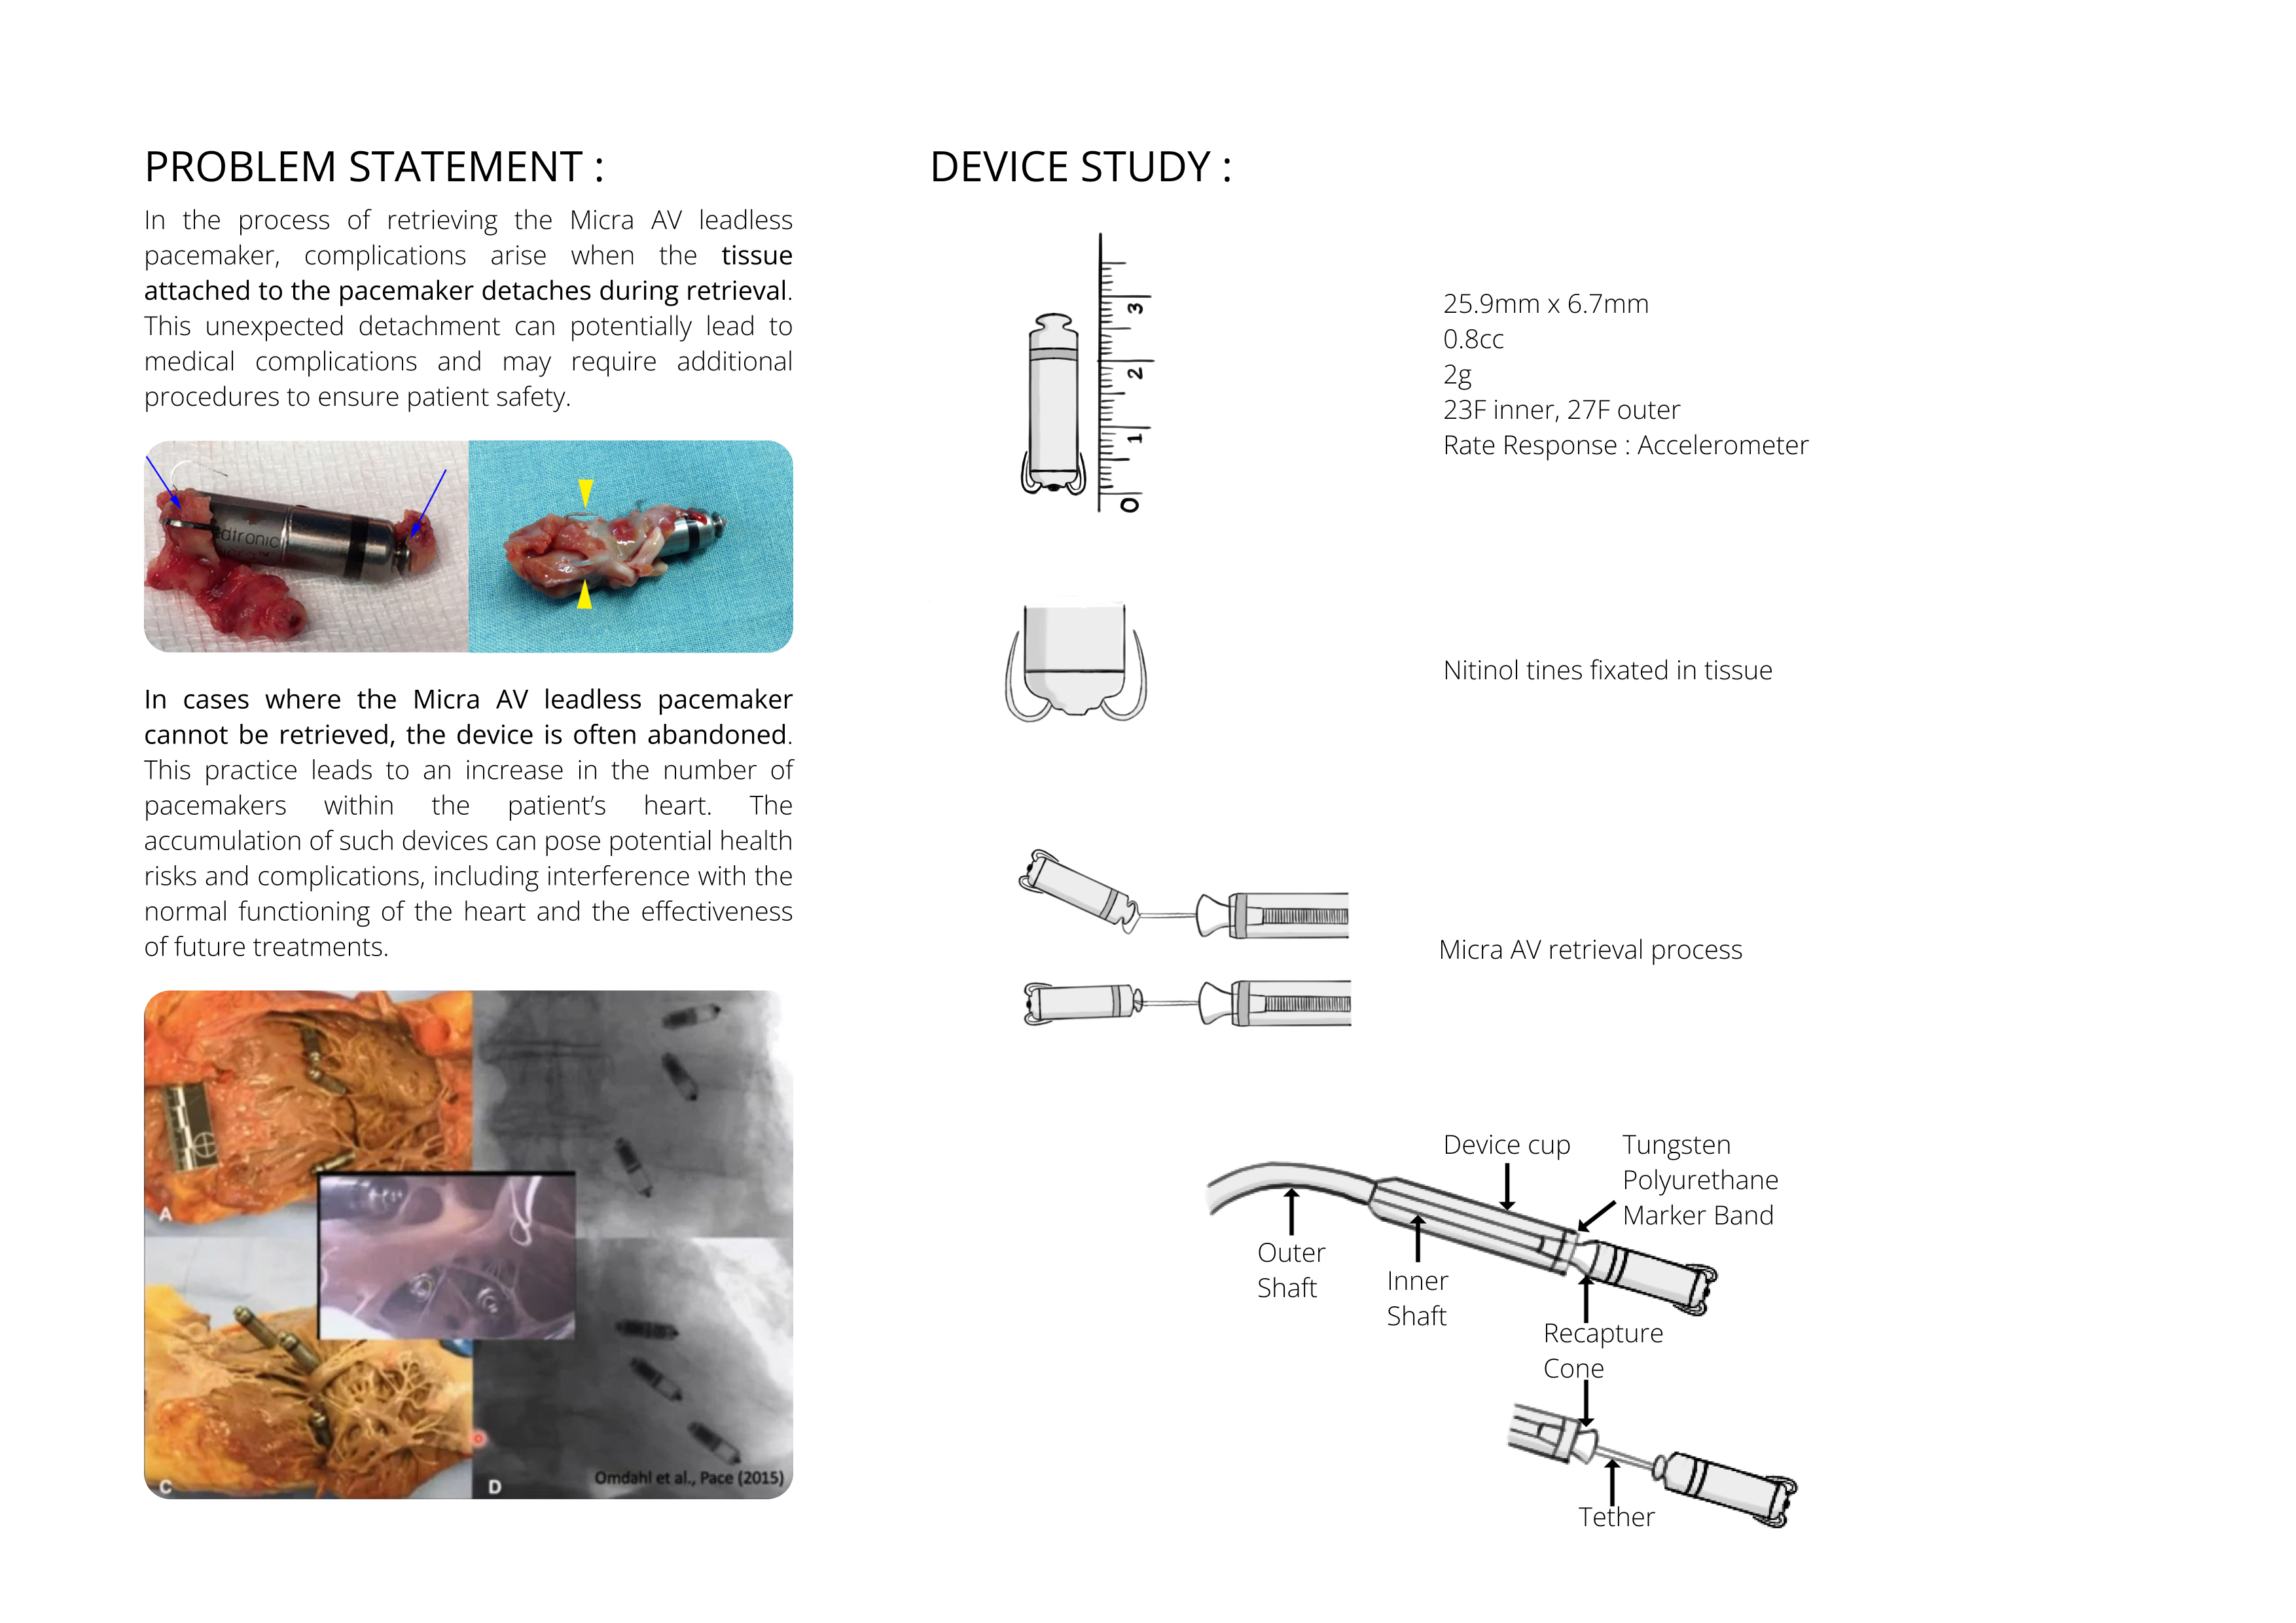 PROBLEM STATEMENT :
In the process of retrieving the Micra AV leadless
pacemaker, complications arise when the tissue
attached to the pacemaker detaches during retrieval.
This unexpected detachment can potentially lead to
medical complications and may require additional
procedures to ensure patient safety.
dtronic
In cases where the Micra AV leadless pacemaker
cannot be retrieved, the device is often abandoned.
This practice leads to an increase in the number of
pacemakers within the patient’s heart. The
accumulation of such devices can pose potential health
risks and complications, including interference with the
normal functioning of the heart and the effectiveness
of future treatments.
A
C
D
Omdahl et al., Pace (2015)
DEVICE STUDY :
3
2
1
0
25.9mm x 6.7mm
0.8cc
2g
23F inner, 27F outer
Rate Response : Accelerometer
Nitinol tines fixated in tissue
Micra AV retrieval process
Device cup
Tungsten
Polyurethane
Marker Band
Outer
Shaft
Inner
Shaft
Recapture
Cone
Tether